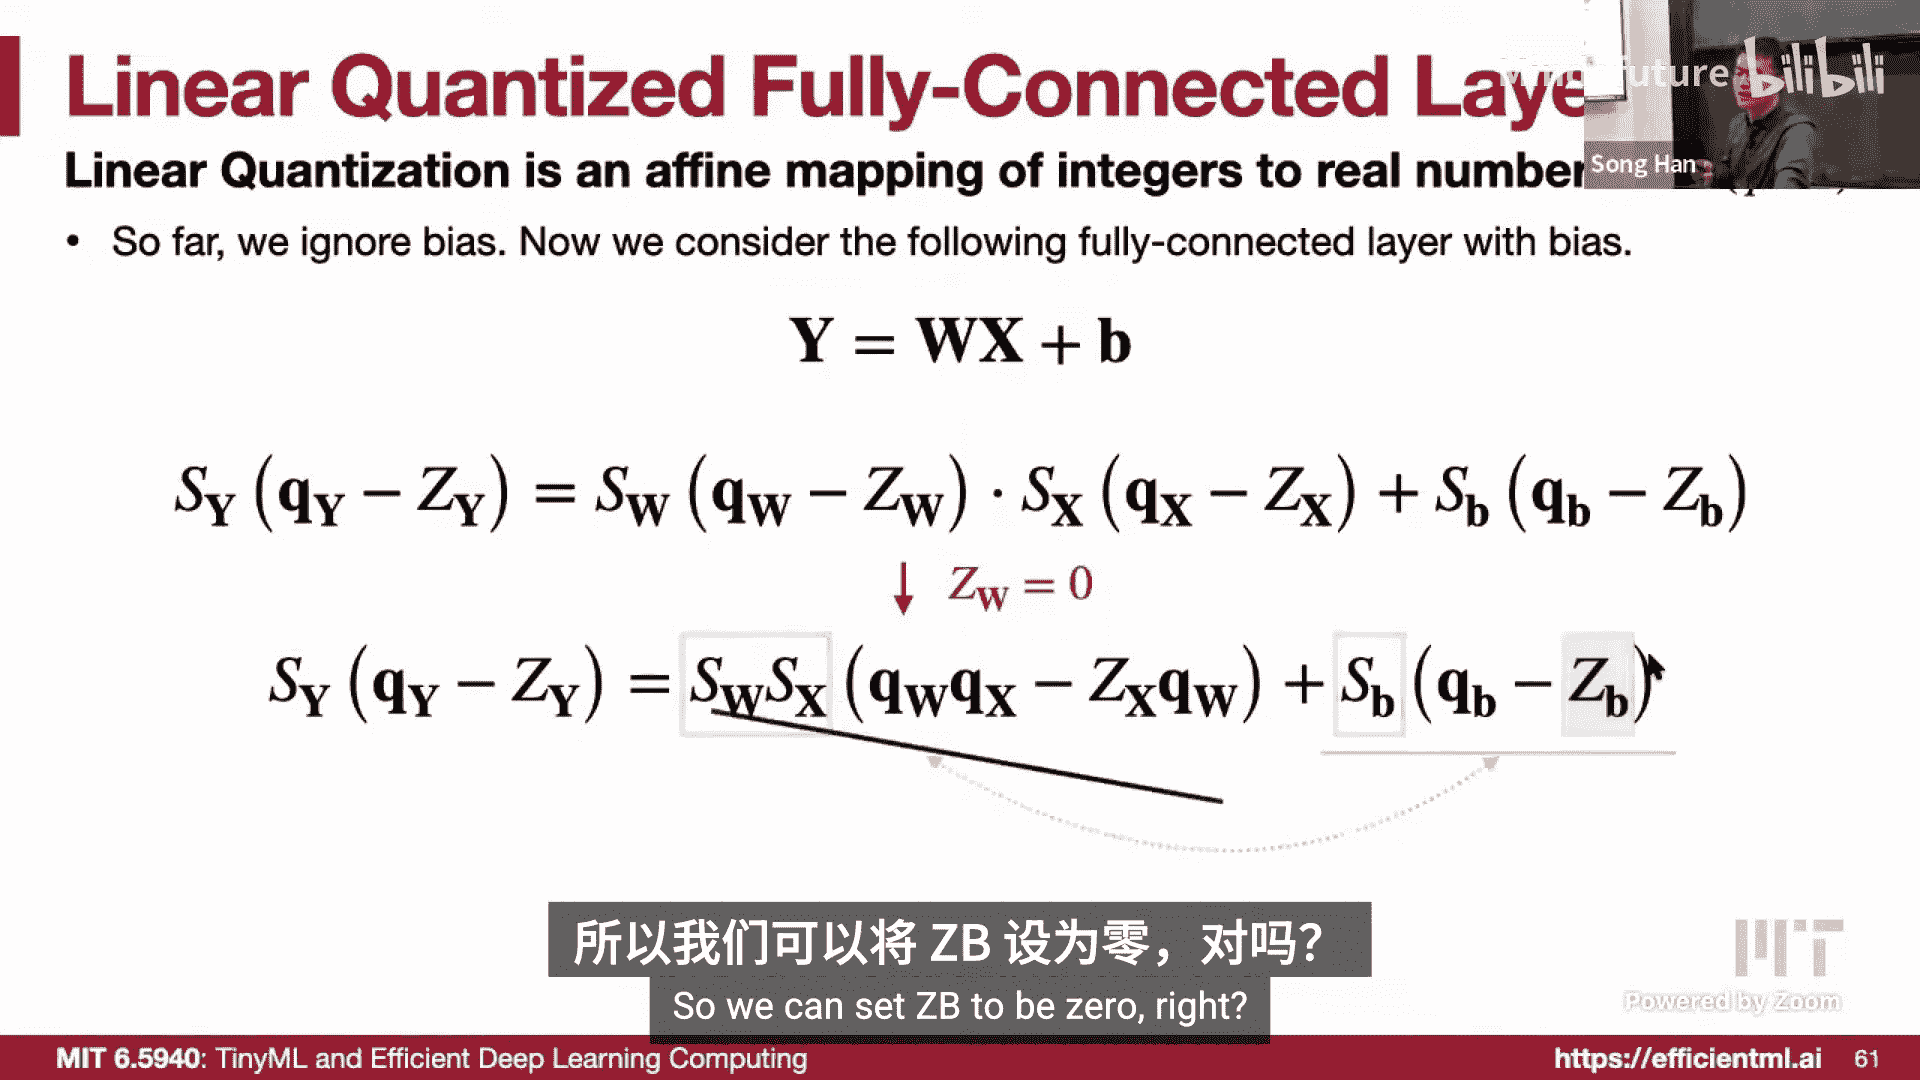 Linear Quantized Fully-Connected Laye
future bilibili
Song Han
Linear Quantization is an affine mapping of integers to real number
• So far, we ignore bias. Now we consider the following fully-connected layer with bias.
Y = WX + b
S_Y (q_Y − Z_Y) = S_W (q_W − Z_W) · S_X (q_X − Z_X) + S_b (q_b − Z_b)
↓ Z_W = 0
S_Y (q_Y − Z_Y) = S_W S_X (q_W q_X − Z_X q_W) + S_b (q_b − Z_b)
所以我们可以将 ZB 设为零，对吗？
So we can set ZB to be zero, right?
MIT
Powered by Zoom
MIT 6.5940: TinyML and Efficient Deep Learning Computing
https://efficientml.ai 61